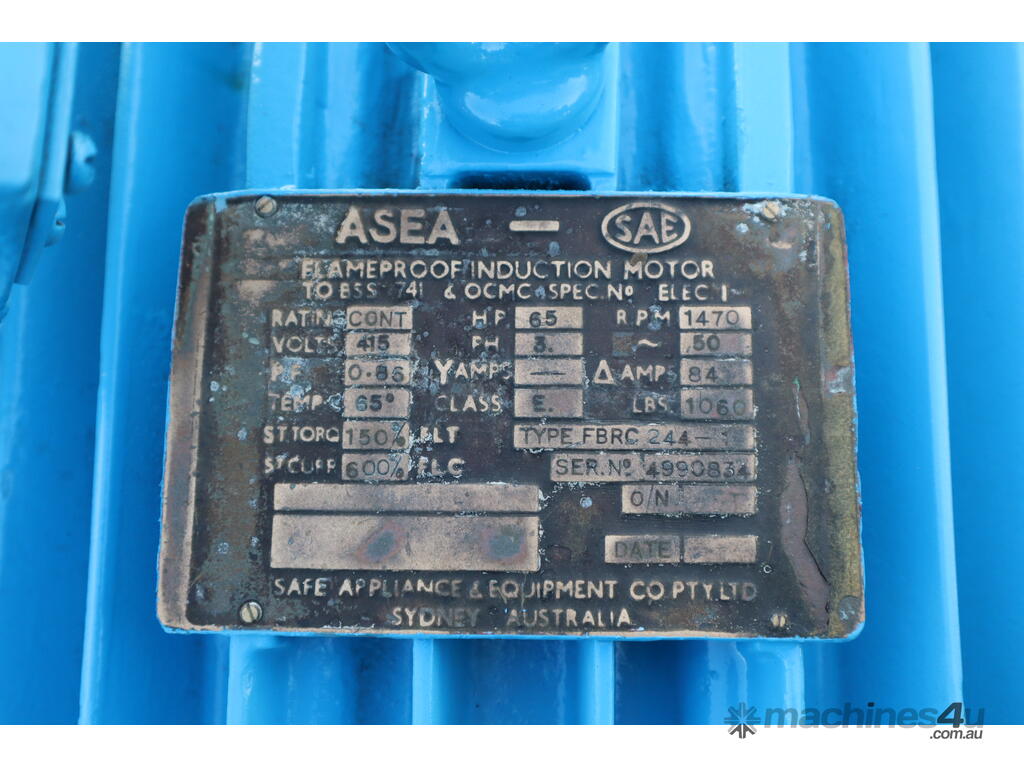 ASEA — SAE
FLAMEPROOF INDUCTION MOTOR
TO BSS 741 & OCMC SPEC. No ELEC 1
RATING CONT HP 65 R.P.M 1470
VOLTS 415 PH 3. ~ 50
P.F. 0.86 Y AMPS — Δ AMPS 84
TEMP 65° CLASS E. LBS. 1060
ST.TORQ 150% FLT TYPE FBRC 244-
ST CURR 600% FLC SER. No 4990834
O/N
DATE
SAFE APPLIANCE & EQUIPMENT CO PTY. LTD
SYDNEY AUSTRALIA
machines4u
.com.au